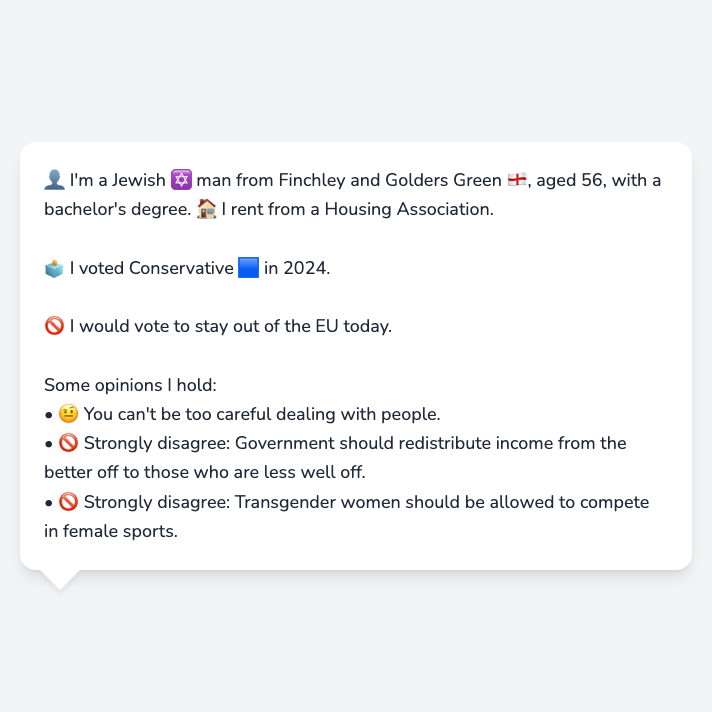 👤 I'm a Jewish ✡️ man from Finchley and Golders Green 🏴󠁧󠁢󠁥󠁮󠁧󠁿, aged 56, with a
bachelor's degree. 🏠 I rent from a Housing Association.
🗳️ I voted Conservative 🟦 in 2024.
🚫 I would vote to stay out of the EU today.
Some opinions I hold:
• 🤨 You can't be too careful dealing with people.
• 🚫 Strongly disagree: Government should redistribute income from the
better off to those who are less well off.
• 🚫 Strongly disagree: Transgender women should be allowed to compete
in female sports.